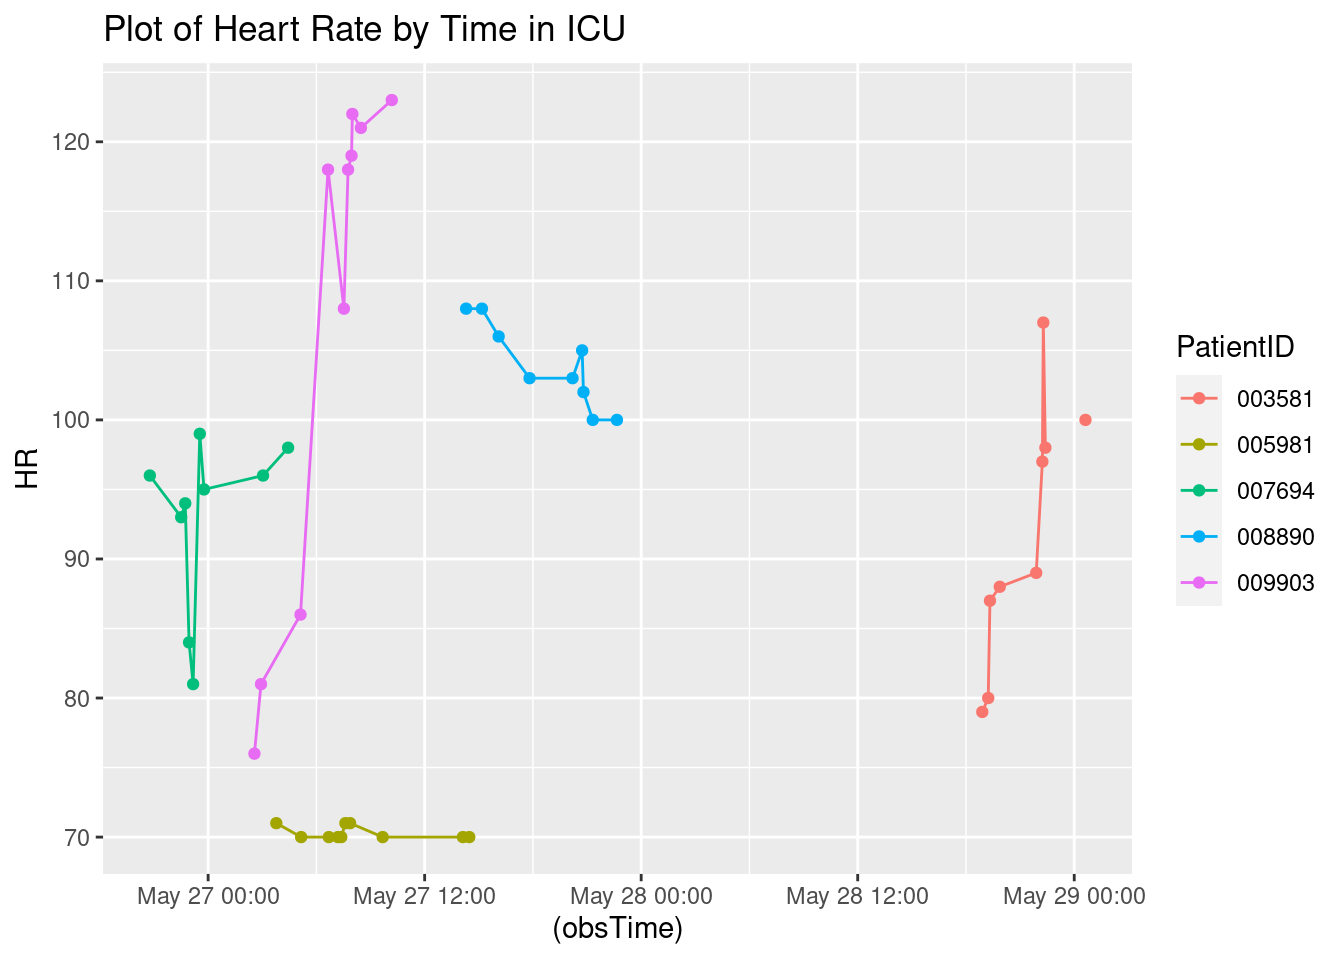 Plot of Heart Rate by Time in ICU
120
110
100
90
80
70
HR
May 27 00:00
May 27 12:00
May 28 00:00
May 28 12:00
May 29 00:00
(obsTime)
PatientID
003581
005981
007694
008890
009903